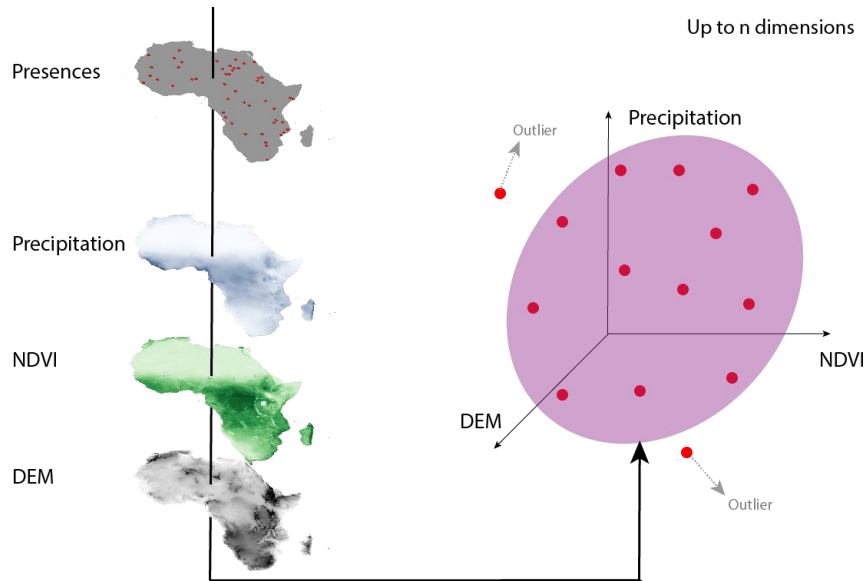 Up to n dimensions
Presences
Precipitation
NDVI
DEM
Precipitation
Outlier
NDVI
DEM
Outlier